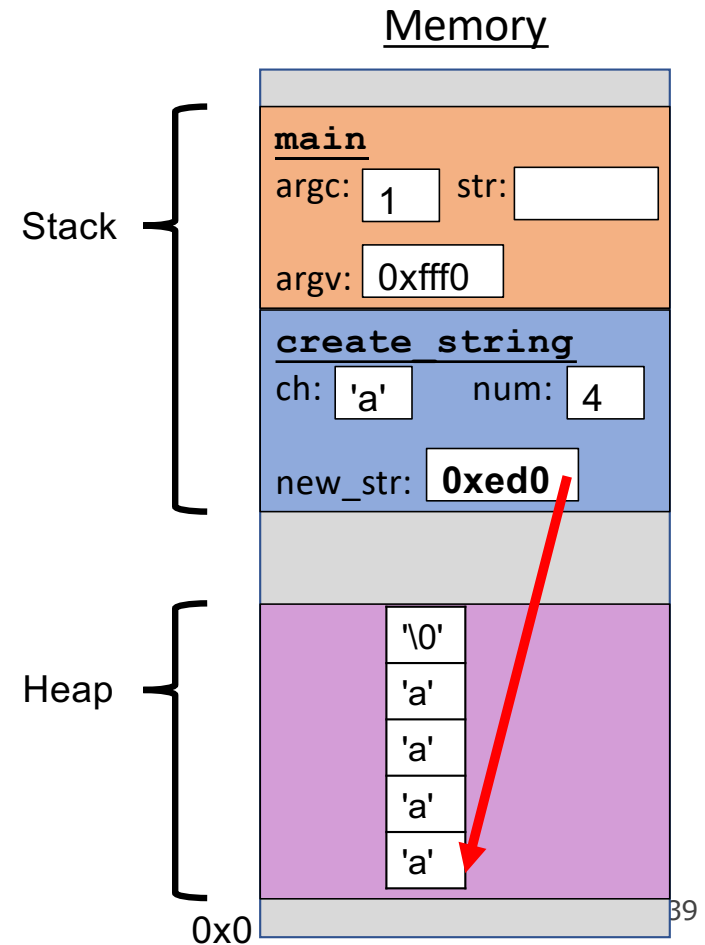 Memory
main
argc: 1 str:
Stack
argv: 0xfff0
create_string
ch: 'a' num: 4
new_str: 0xed0
'\0'
Heap
'a'
'a'
'a'
'a'
39
0x0